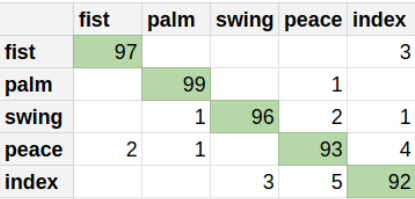 fist palm swing peace index
fist 97 3
palm 99 1
swing 1 96 2 1
peace 2 1 93 4
index 3 5 92